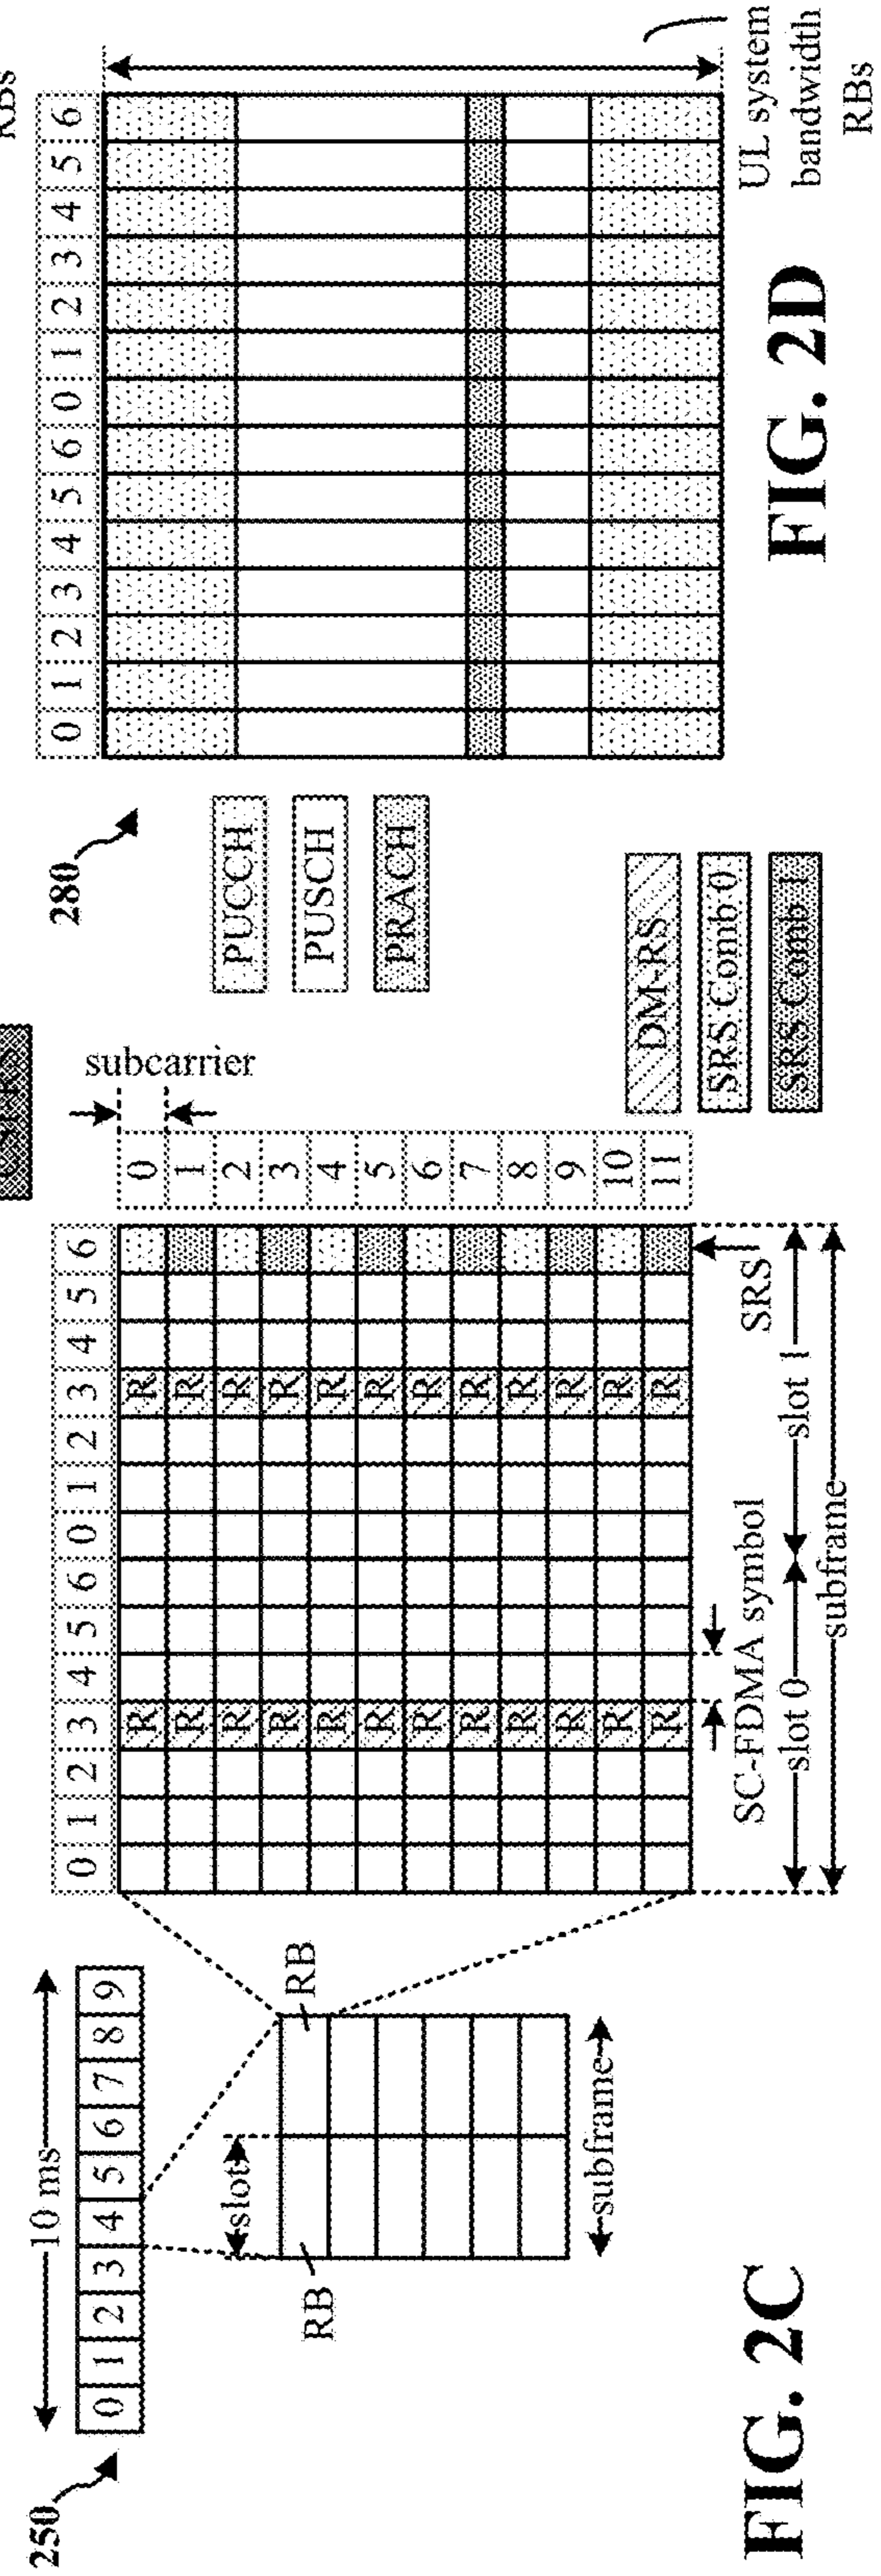 250
10 ms
0 1 2 3 4 5 6 7 8 9
slot
RB
RB
subframe
0 1 2 3 4 5 6 0 1 2 3 4 5 6
R R 0
R R 1
R R 2
R R 3
R R 4
R R 5
R R 6
R R 7
R R 8
R R 9
R R 10
R R 11
subcarrier
SRS
SC-FDMA symbol
slot 0
slot 1
subframe
DM-RS
SRS Comb 0
SRS Comb 1
FIG. 2C
280
PUCCH
PUSCH
PRACH
0 1 2 3 4 5 6 0 1 2 3 4 5 6
RBs
UL system
bandwidth
RBs
FIG. 2D